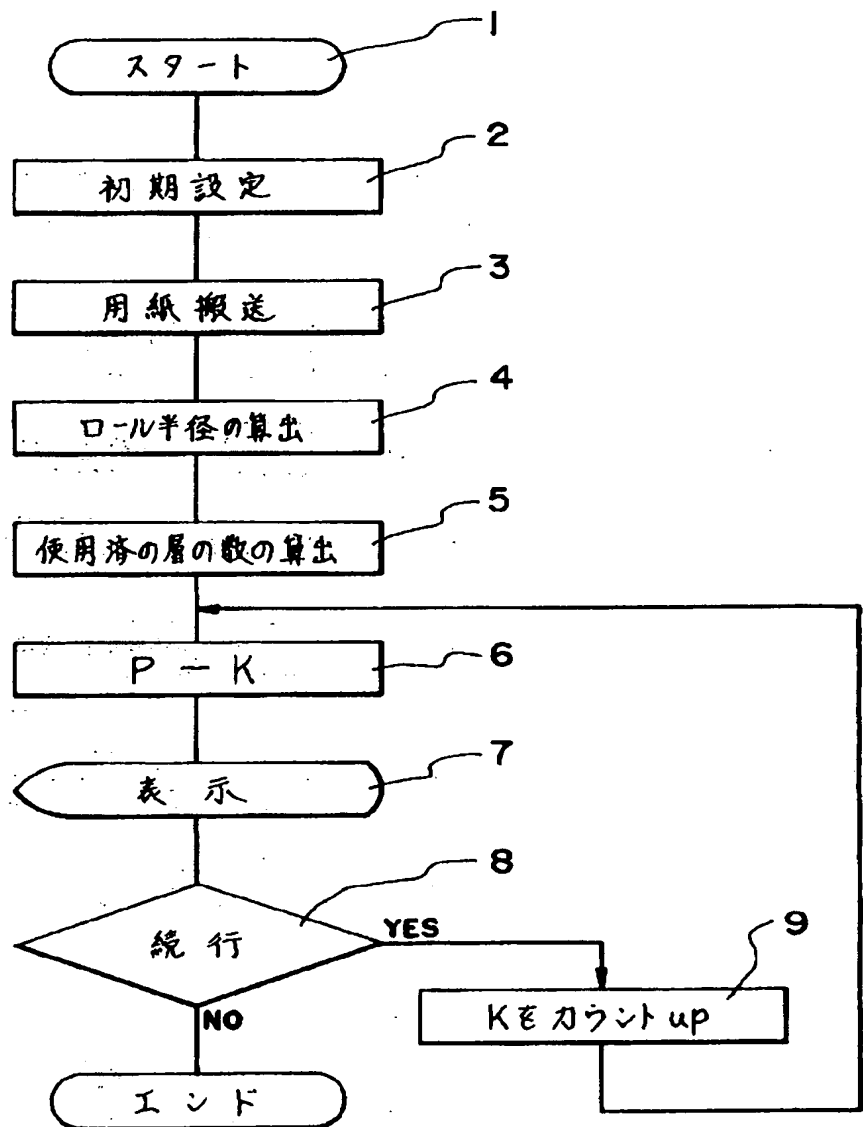 1
スタート
2
初期設定
3
用紙搬送
4
ロール半径の算出
5
使用済の層の数の算出
6
P-K
7
表示
8
続行
YES
9
KをカウントuP
NO
エンド